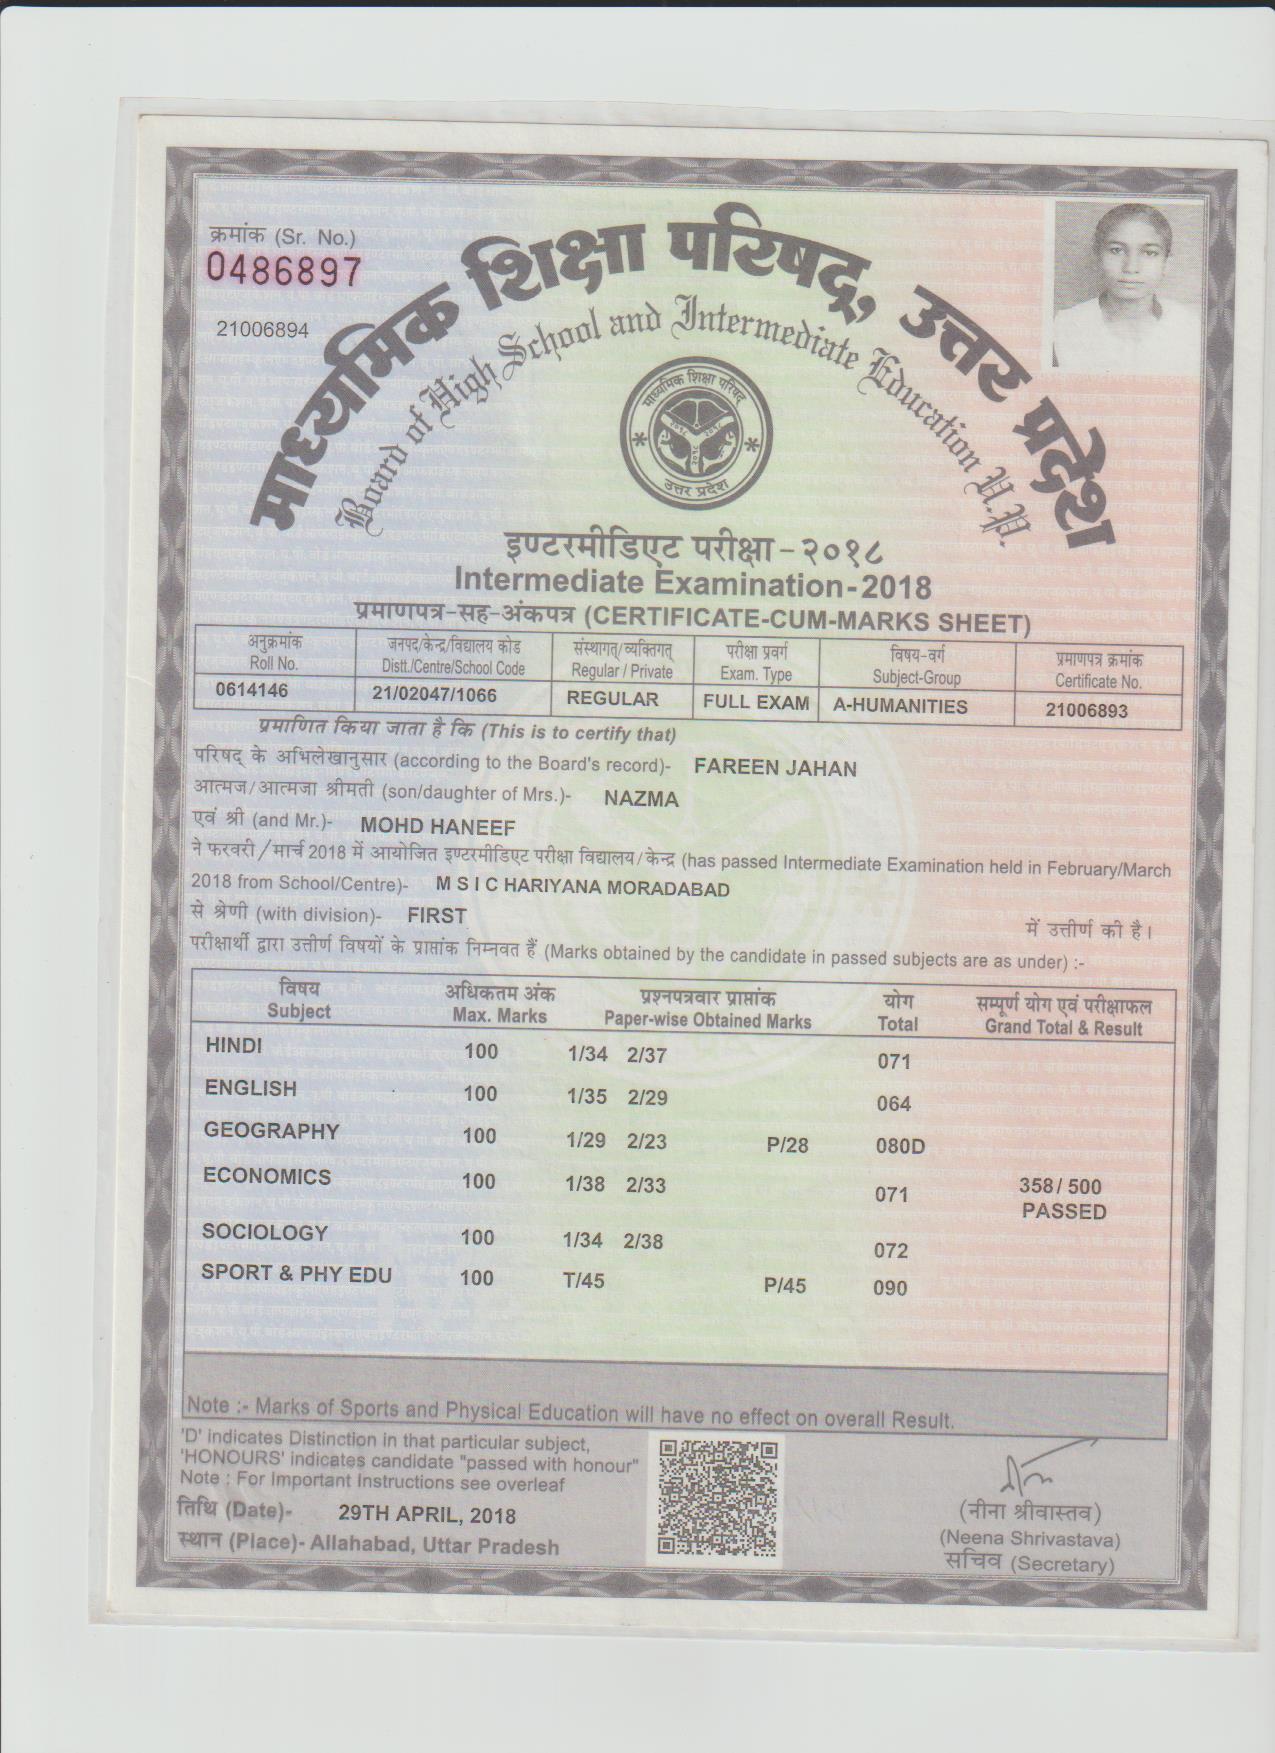 क्रमांक (Sr. No.)
0486897
21006894
माध्यमिक शिक्षा परिषद्, उत्तर प्रदेश
Board of High School and Intermediate Education U.P.
माध्यमिक शिक्षा परिषद्
उत्तर प्रदेश
इण्टरमीडिएट परीक्षा - २०१८
Intermediate Examination-2018
प्रमाणपत्र-सह-अंकपत्र (CERTIFICATE-CUM-MARKS SHEET)
अनुक्रमांक जनपद/केन्द्र/विद्यालय कोड संस्थागत्/व्यक्तिगत् परीक्षा प्रवर्ग विषय-वर्ग प्रमाणपत्र क्रमांक
Roll No. Distt./Centre/School Code Regular / Private Exam. Type Subject-Group Certificate No.
0614146 21/02047/1066 REGULAR FULL EXAM A-HUMANITIES 21006893
प्रमाणित किया जाता है कि (This is to certify that)
परिषद् के अभिलेखानुसार (according to the Board's record)- FAREEN JAHAN
आत्मज/आत्मजा श्रीमती (son/daughter of Mrs.)- NAZMA
एवं श्री (and Mr.)- MOHD HANEEF
ने फरवरी/मार्च 2018 में आयोजित इण्टरमीडिएट परीक्षा विद्यालय/केन्द्र (has passed Intermediate Examination held in February/March
2018 from School/Centre)- M S I C HARIYANA MORADABAD
से श्रेणी (with division)- FIRST में उत्तीर्ण की है।
परीक्षार्थी द्वारा उत्तीर्ण विषयों के प्राप्तांक निम्नवत हैं (Marks obtained by the candidate in passed subjects are as under) :-
विषय अधिकतम अंक प्रश्नपत्रवार प्राप्तांक योग सम्पूर्ण योग एवं परीक्षाफल
Subject Max. Marks Paper-wise Obtained Marks Total Grand Total & Result
HINDI 100 1/34 2/37 071
ENGLISH 100 1/35 2/29 064
GEOGRAPHY 100 1/29 2/23 P/28 080D
ECONOMICS 100 1/38 2/33 071 358/ 500
PASSED
SOCIOLOGY 100 1/34 2/38 072
SPORT & PHY EDU 100 T/45 P/45 090
Note :- Marks of Sports and Physical Education will have no effect on overall Result.
'D' indicates Distinction in that particular subject,
'HONOURS' indicates candidate "passed with honour"
Note : For Important Instructions see overleaf
तिथि (Date)- 29TH APRIL, 2018
स्थान (Place)- Allahabad, Uttar Pradesh
(नीना श्रीवास्तव)
(Neena Shrivastava)
सचिव (Secretary)